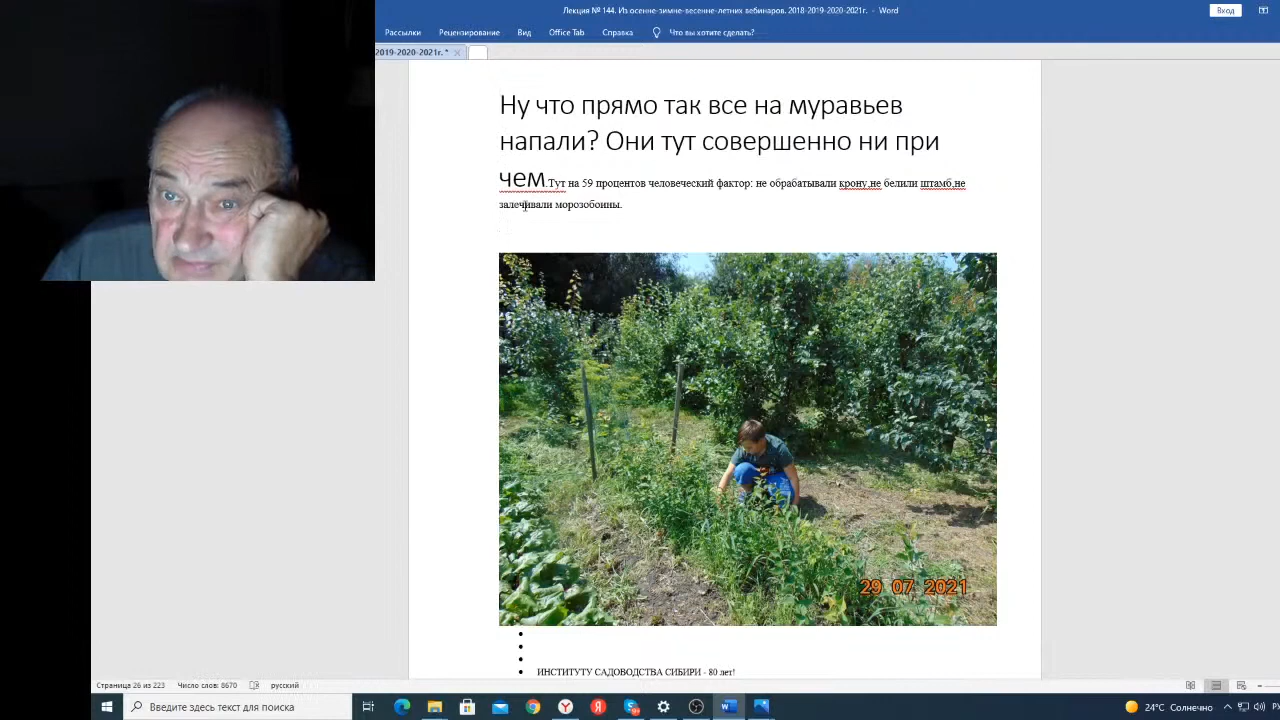 Лекция № 144. Из осенне-зимне-весенне-летних вебинаров. 2018-2019-2020-2021г. - Word
Вход
Рассылки Рецензирование Вид Office Tab Справка Что вы хотите сделать?
2019-2020-2021г. *
Ну что прямо так все на муравьев
напали? Они тут совершенно ни при
чем.Тут на 59 процентов человеческий фактор: не обрабатывали крону,не белили штамб,не
залечивали морозобоины.
29 07 2021
ИНСТИТУТУ САДОВОДСТВА СИБИРИ - 80 лет!
Страница 26 из 223 Число слов: 8670 русский
Введите здесь текст для поиска
24°C Солнечно